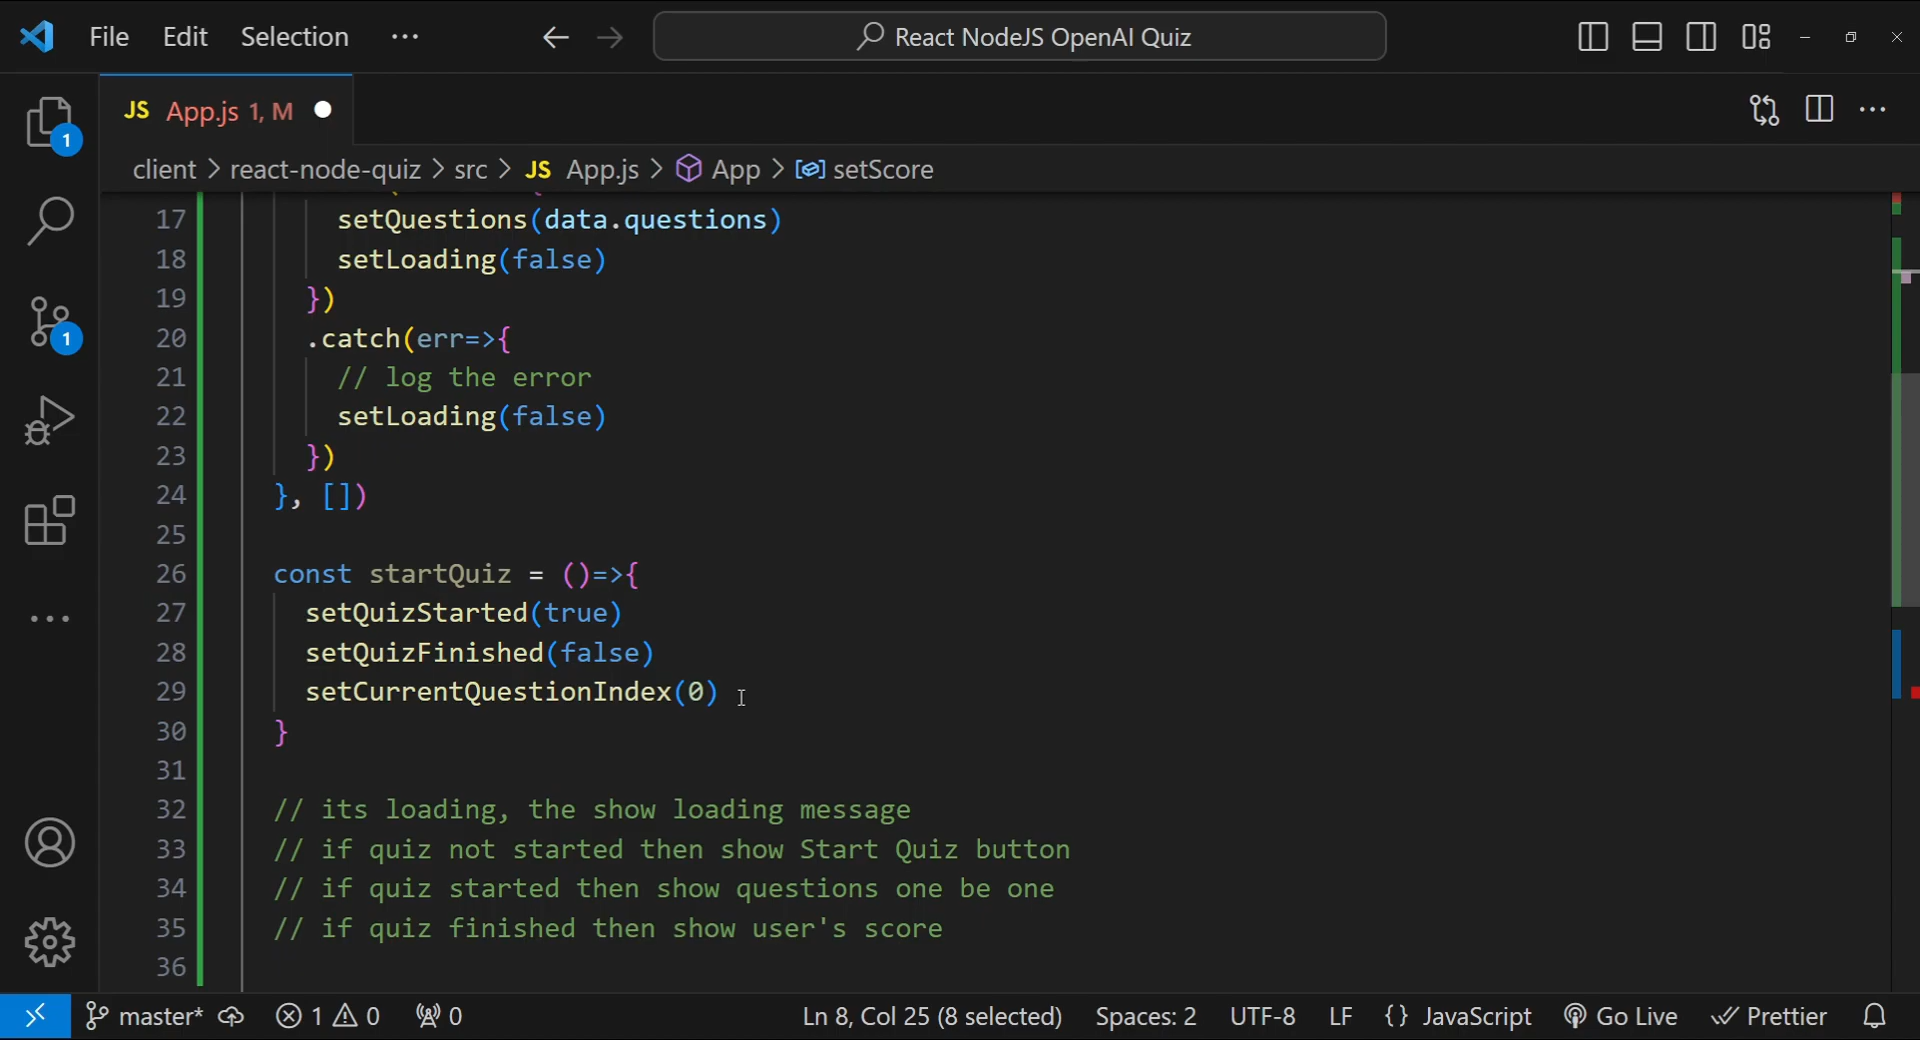 File Edit Selection ··· React NodeJS OpenAI Quiz
JS App.js 1, M
client > react-node-quiz > src > JS App.js > App > setScore
17 setQuestions(data.questions)
18 setLoading(false)
19 })
20 .catch(err=>{
21 // log the error
22 setLoading(false)
23 })
24 }, [])
25
26 const startQuiz = ()=>{
27 setQuizStarted(true)
28 setQuizFinished(false)
29 setCurrentQuestionIndex(0)
30 }
31
32 // its loading, the show loading message
33 // if quiz not started then show Start Quiz button
34 // if quiz started then show questions one be one
35 // if quiz finished then show user's score
36
1
1
master* 1 0 0 Ln 8, Col 25 (8 selected) Spaces: 2 UTF-8 LF {} JavaScript Go Live Prettier